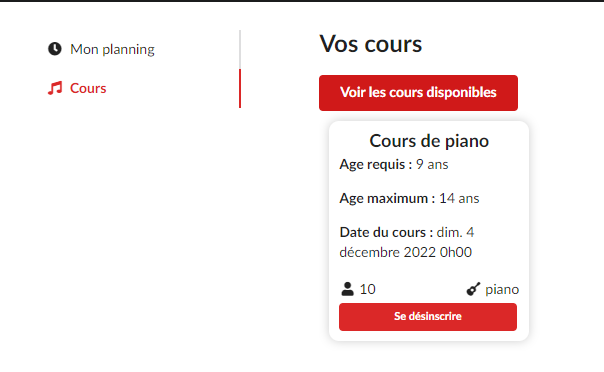 Mon planning
Cours
Vos cours
Voir les cours disponibles
Cours de piano
Age requis : 9 ans
Age maximum : 14 ans
Date du cours : dim. 4
décembre 2022 0h00
10
piano
Se désinscrire